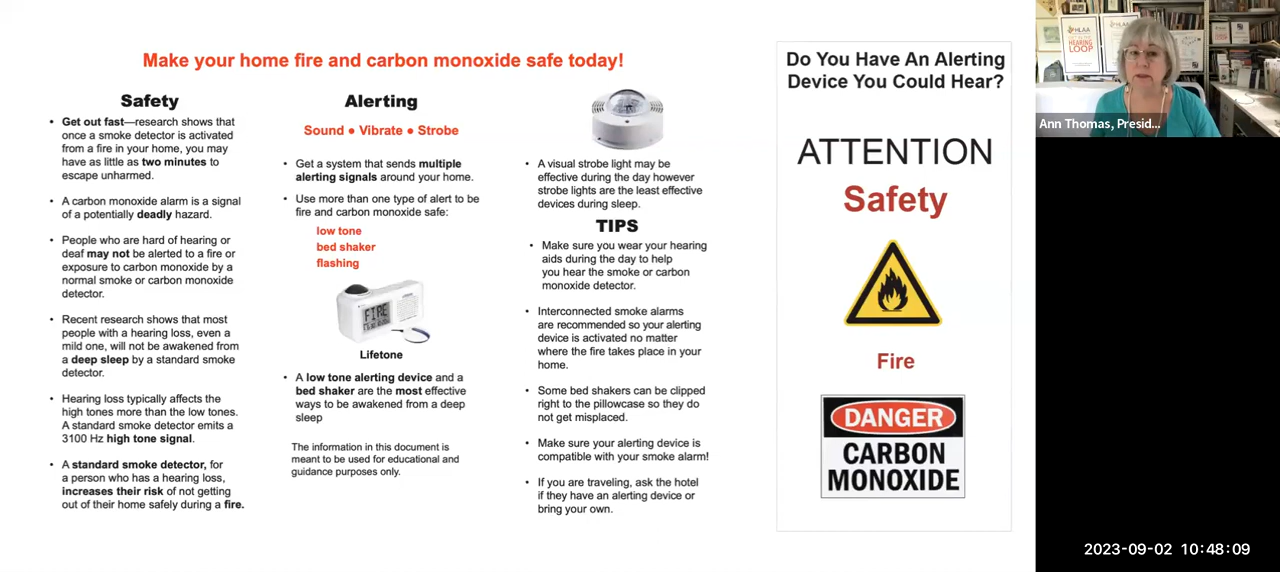 Make your home fire and carbon monoxide safe today!
Safety
• Get out fast—research shows that
once a smoke detector is activated
from a fire in your home, you may
have as little as two minutes to
escape unharmed.
• A carbon monoxide alarm is a signal
of a potentially deadly hazard.
• People who are hard of hearing or
deaf may not be alerted to a fire or
exposure to carbon monoxide by a
normal smoke or carbon monoxide
detector.
• Recent research shows that most
people with a hearing loss, even a
mild one, will not be awakened from
a deep sleep by a standard smoke
detector.
• Hearing loss typically affects the
high tones more than the low tones.
A standard smoke detector emits a
3100 Hz high tone signal.
• A standard smoke detector, for
a person who has a hearing loss,
increases their risk of not getting
out of their home safely during a fire.
Alerting
Sound ● Vibrate ● Strobe
• Get a system that sends multiple
alerting signals around your home.
• Use more than one type of alert to be
fire and carbon monoxide safe:
low tone
bed shaker
flashing
FIRE
Lifetone
• A low tone alerting device and a
bed shaker are the most effective
ways to be awakened from a deep
sleep
The information in this document is
meant to be used for educational and
guidance purposes only.
• A visual strobe light may be
effective during the day however
strobe lights are the least effective
devices during sleep.
TIPS
• Make sure you wear your hearing
aids during the day to help
you hear the smoke or carbon
monoxide detector.
• Interconnected smoke alarms
are recommended so your alerting
device is activated no matter
where the fire takes place in your
home.
• Some bed shakers can be clipped
right to the pillowcase so they do
not get misplaced.
• Make sure your alerting device is
compatible with your smoke alarm!
• If you are traveling, ask the hotel
if they have an alerting device or
bring your own.
Do You Have An Alerting
Device You Could Hear?
ATTENTION
Safety
Fire
DANGER
CARBON
MONOXIDE
HLAA
HEARING
LOOP
HLAA
Ann Thomas, Presid...
2023-09-02 10:48:09